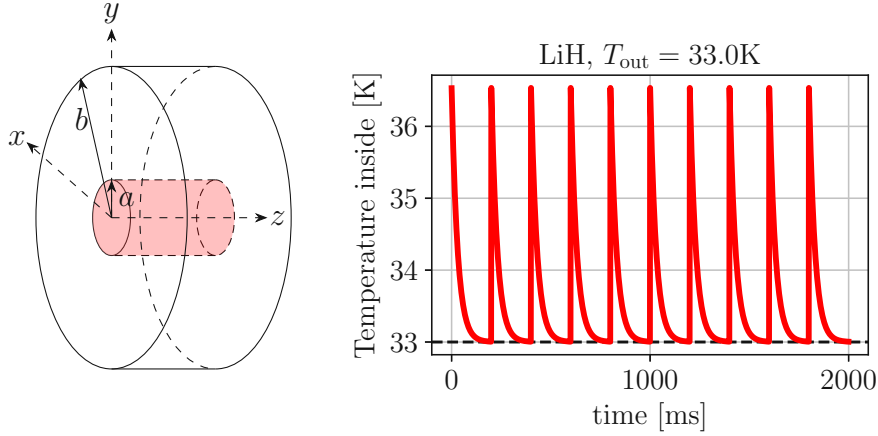 y
b
x
a
z
LiH, T_out = 33.0K
Temperature inside [K]
36
35
34
33
0
1000
2000
time [ms]